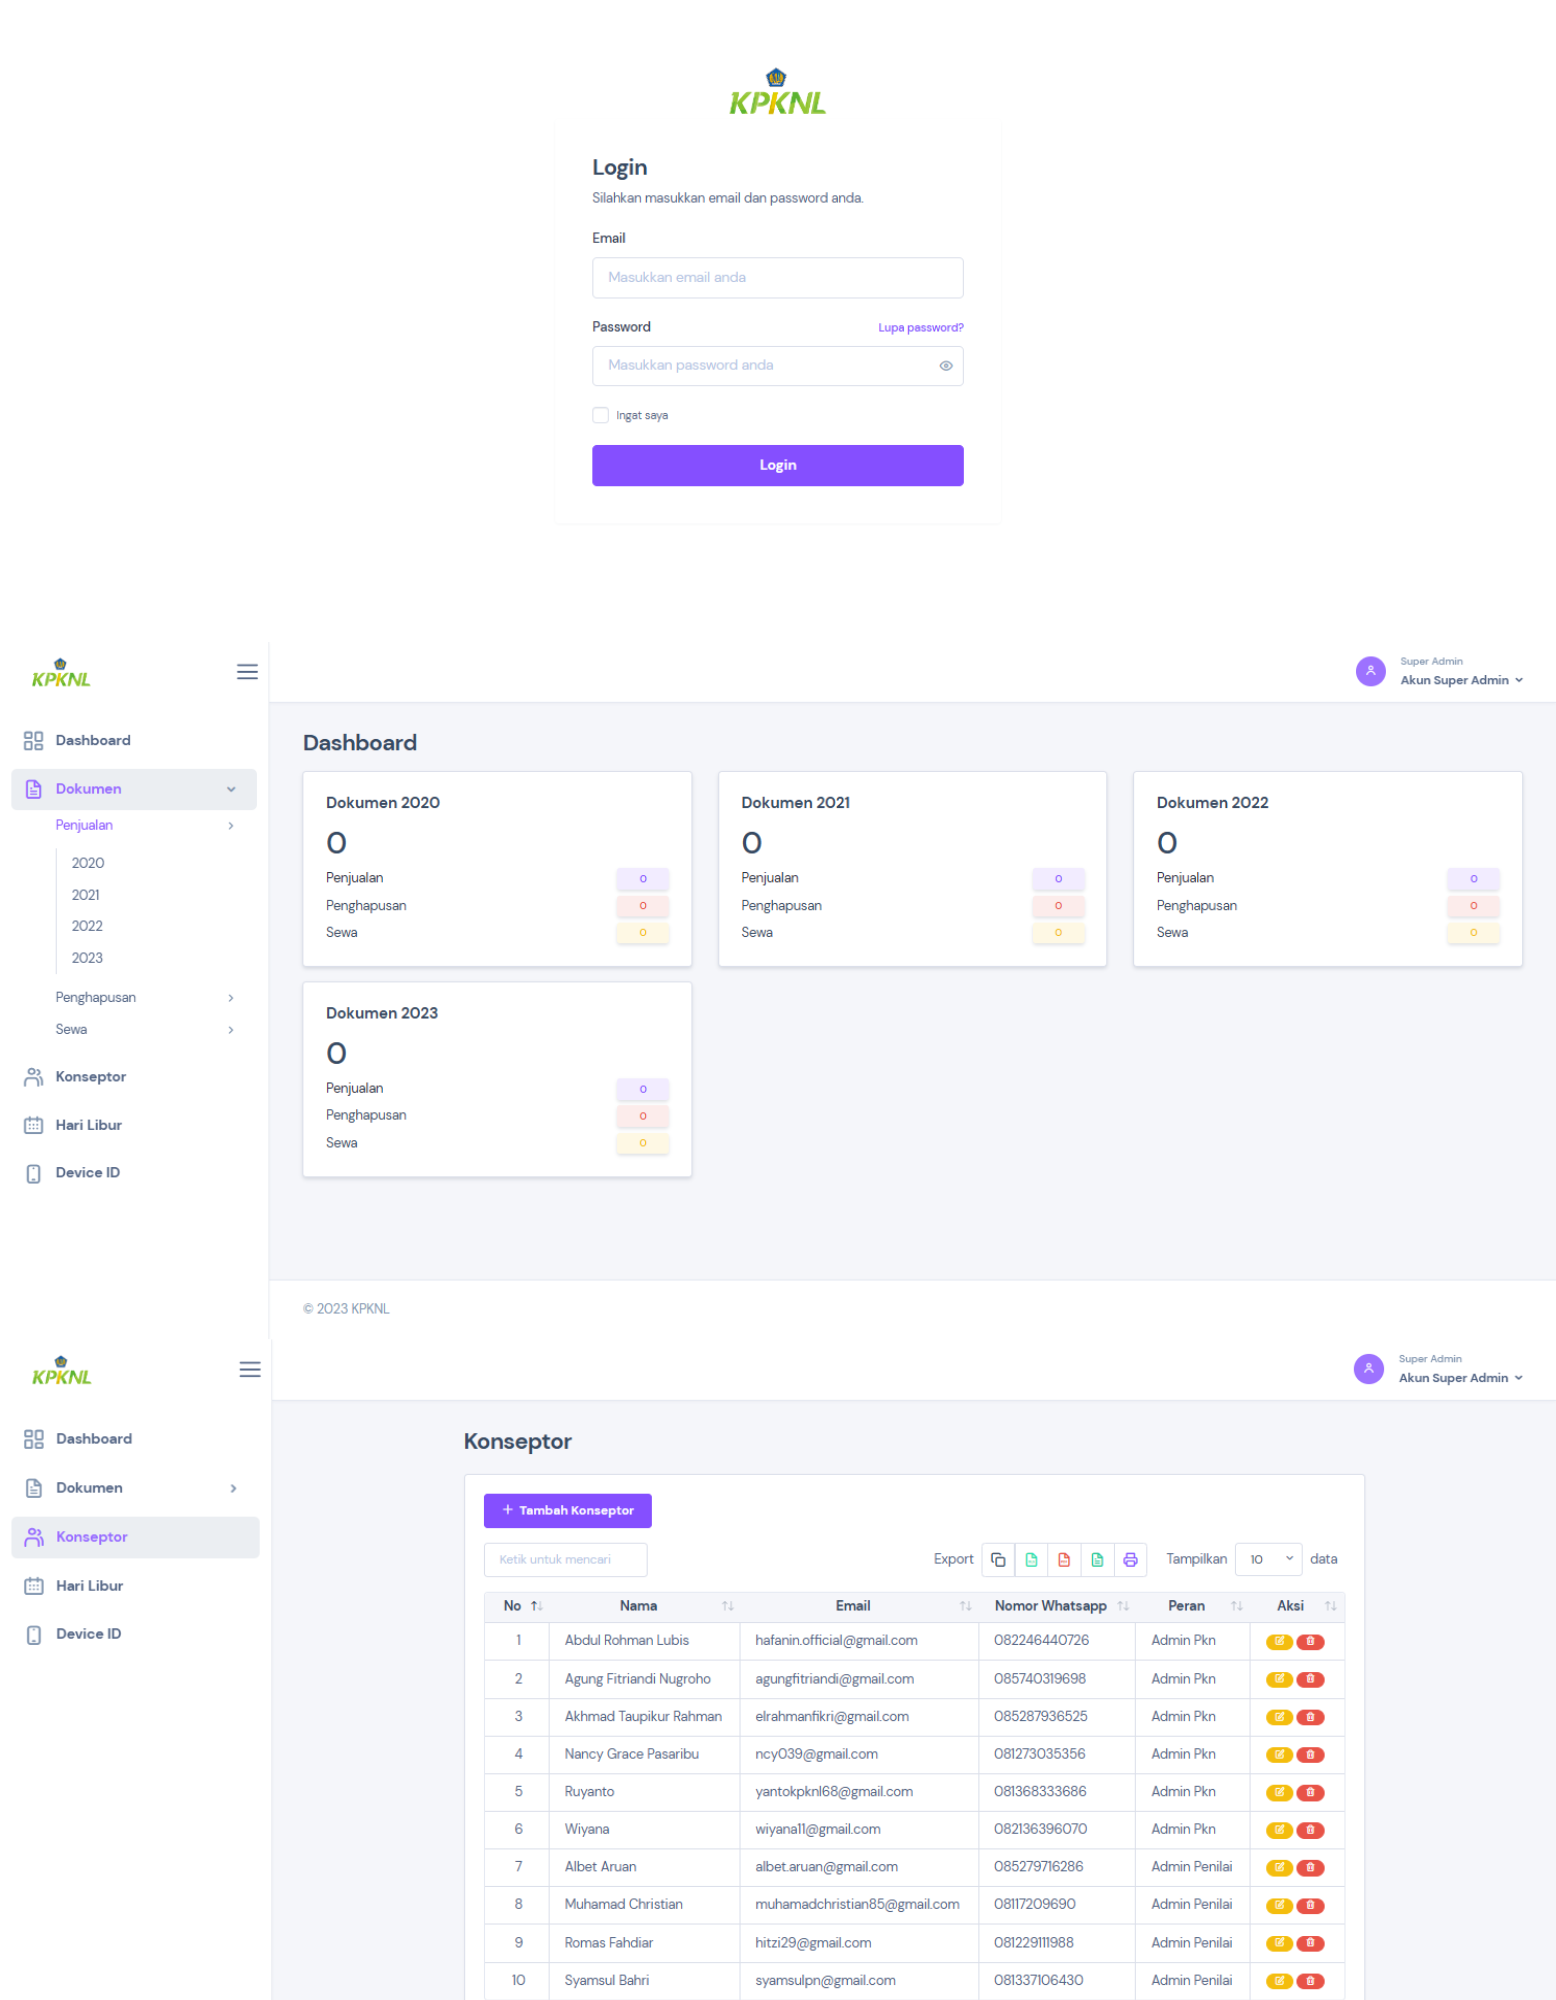 KPKNL
Login
Silahkan masukkan email dan password anda.
Email
Masukkan email anda
Password Lupa password?
Masukkan password anda
Ingat saya
Login
KPKNL
Super Admin
Akun Super Admin
Dashboard
Dokumen
Penjualan
2020
2021
2022
2023
Penghapusan
Sewa
Konseptor
Hari Libur
Device ID
Dashboard
Dokumen 2020
0
Penjualan 0
Penghapusan 0
Sewa 0
Dokumen 2021
0
Penjualan 0
Penghapusan 0
Sewa 0
Dokumen 2022
0
Penjualan 0
Penghapusan 0
Sewa 0
Dokumen 2023
0
Penjualan 0
Penghapusan 0
Sewa 0
© 2023 KPKNL
KPKNL
Super Admin
Akun Super Admin
Dashboard
Dokumen
Konseptor
Hari Libur
Device ID
Konseptor
+ Tambah Konseptor
Ketik untuk mencari Export Tampilkan 10 data
No Nama Email Nomor Whatsapp Peran Aksi
1 Abdul Rohman Lubis hafanin.official@gmail.com 082246440726 Admin Pkn
2 Agung Fitriandi Nugroho agungfitriandi@gmail.com 085740319698 Admin Pkn
3 Akhmad Taupikur Rahman elrahmanfikri@gmail.com 085287936525 Admin Pkn
4 Nancy Grace Pasaribu ncy039@gmail.com 081273035356 Admin Pkn
5 Ruyanto yantokpknl68@gmail.com 081368333686 Admin Pkn
6 Wiyana wiyana11@gmail.com 082136396070 Admin Pkn
7 Albet Aruan albet.aruan@gmail.com 085279716286 Admin Penilai
8 Muhamad Christian muhamadchristian85@gmail.com 08117209690 Admin Penilai
9 Romas Fahdiar hitzi29@gmail.com 081229111988 Admin Penilai
10 Syamsul Bahri syamsulpn@gmail.com 081337106430 Admin Penilai